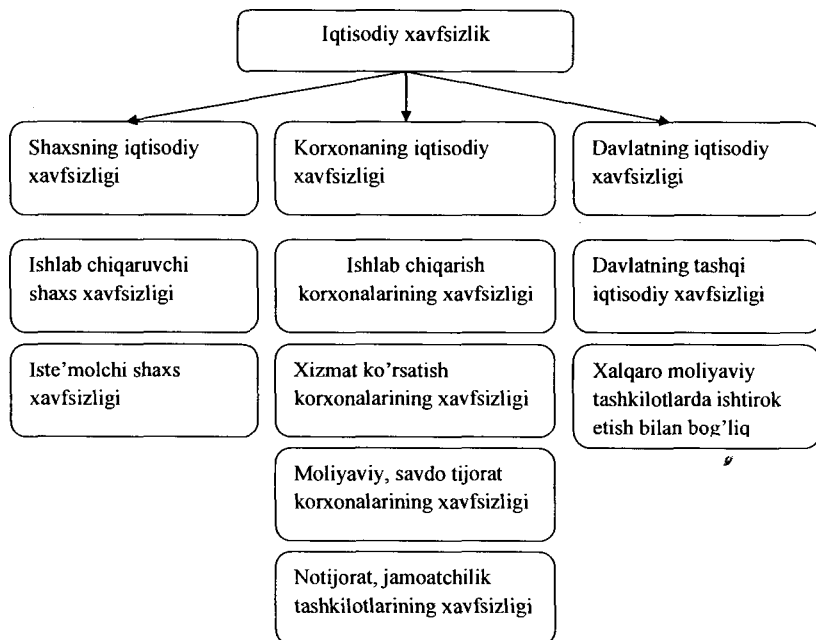 Iqtisodiy xavfsizlik
Shaxsning iqtisodiy
xavfsizligi
Korxonaning iqtisodiy
xavfsizligi
Davlatning iqtisodiy
xavfsizligi
Ishlab chiqaruvchi
shaxs xavfsizligi
Ishlab chiqarish
korxonalarining xavfsizligi
Davlatning tashqi
iqtisodiy xavfsizligi
Iste’molchi shaxs
xavfsizligi
Xizmat ko’rsatish
korxonalarining xavfsizligi
Xalqaro moliyaviy
tashkilotlarda ishtirok
etish bilan bog’liq
Moliyaviy, savdo tijorat
korxonalarining xavfsizligi
Notijorat, jamoatchilik
tashkilotlarining xavfsizligi